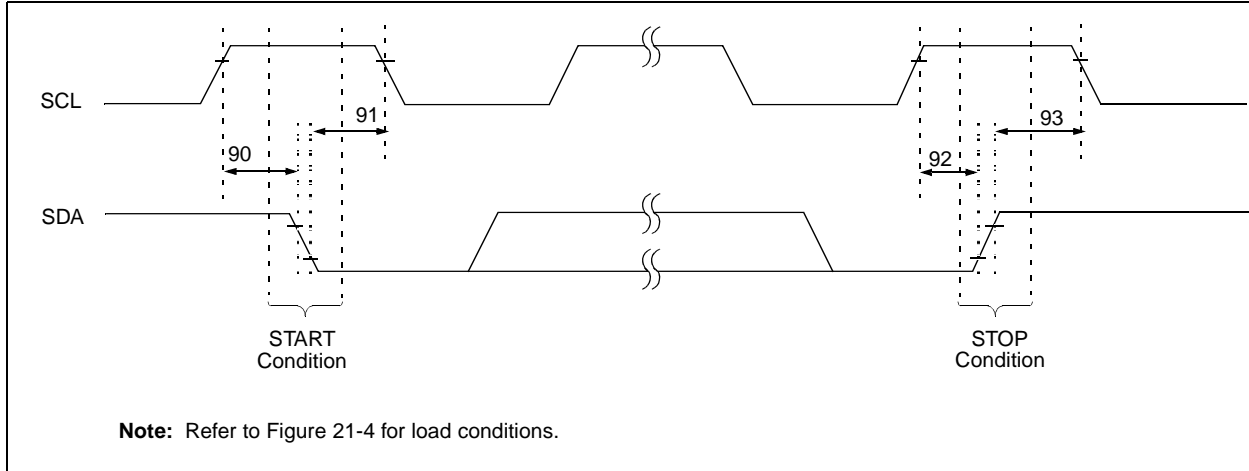 SCL
91
93
90
92
SDA
START
Condition
STOP
Condition
Note: Refer to Figure 21-4 for load conditions.